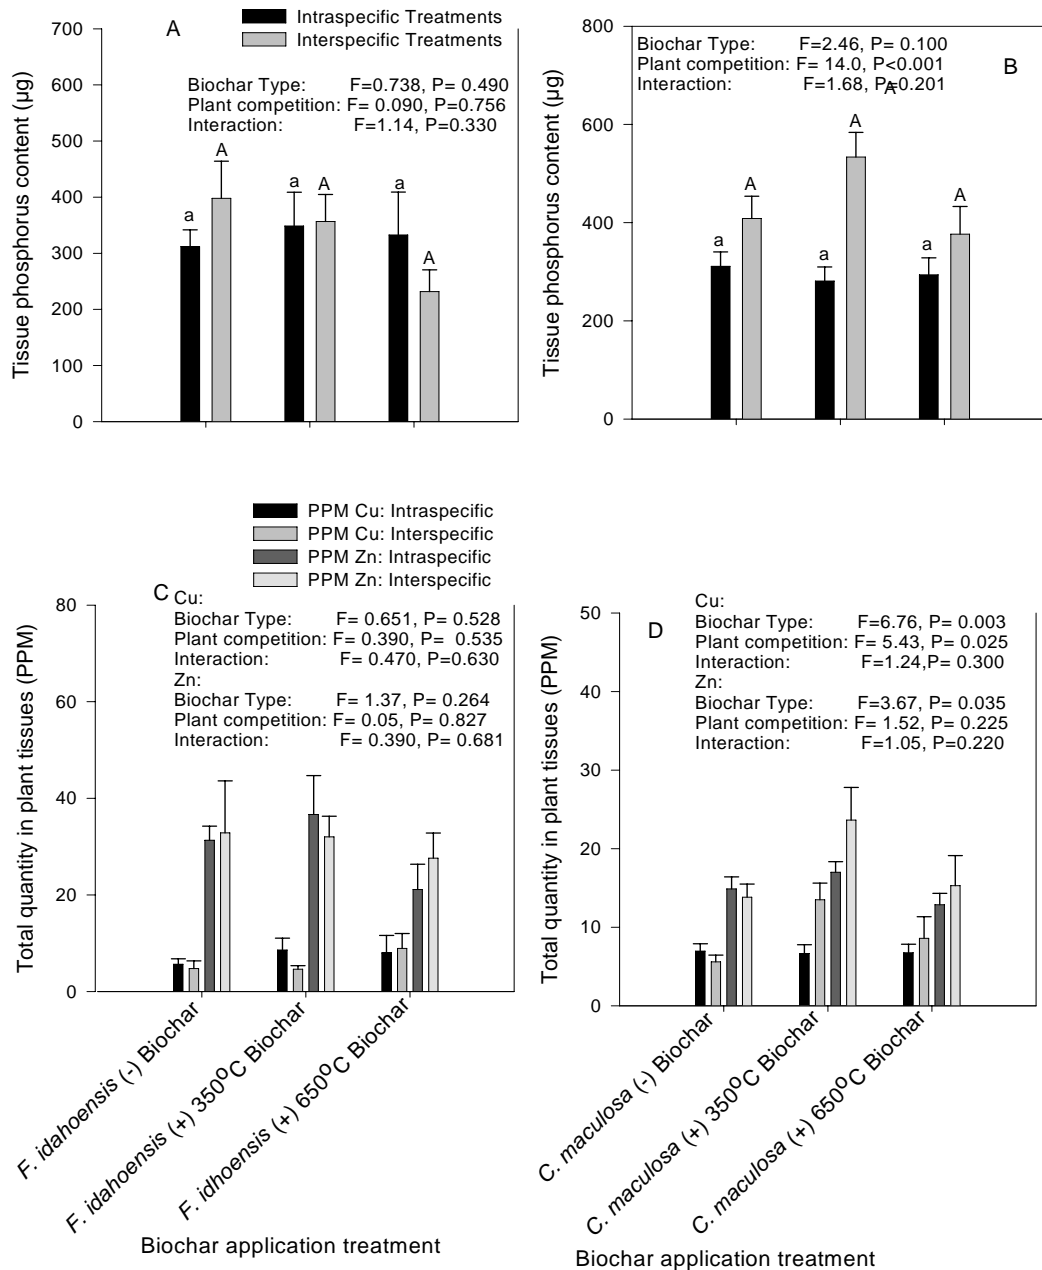 A
Intraspecific Treatments
Interspecific Treatments
Tissue phosphorus content (µg)
700
600
500
400
300
200
100
0
Biochar Type: F=0.738, P= 0.490
Plant competition: F= 0.090, P=0.756
Interaction: F=1.14, P=0.330
a
A
a
A
a
A
B
Tissue phosphorus content (µg)
800
600
400
200
0
Biochar Type: F=2.46, P= 0.100
Plant competition: F= 14.0, P<0.001
Interaction: F=1.68, P=0.201
A
a
A
a
A
a
A
PPM Cu: Intraspecific
PPM Cu: Interspecific
PPM Zn: Intraspecific
PPM Zn: Interspecific
C
Total quantity in plant tissues (PPM)
80
60
40
20
0
Cu:
Biochar Type: F= 0.651, P= 0.528
Plant competition: F= 0.390, P= 0.535
Interaction: F= 0.470, P=0.630
Zn:
Biochar Type: F= 1.37, P= 0.264
Plant competition: F= 0.05, P= 0.827
Interaction: F= 0.390, P= 0.681
F. idahoensis (-) Biochar
F. idahoensis (+) 350°C Biochar
F. idhoensis (+) 650°C Biochar
Biochar application treatment
D
Total quantity in plant tissues (PPM)
50
40
30
20
10
0
Cu:
Biochar Type: F=6.76, P= 0.003
Plant competition: F= 5.43, P= 0.025
Interaction: F=1.24,P= 0.300
Zn:
Biochar Type: F=3.67, P= 0.035
Plant competition: F= 1.52, P= 0.225
Interaction: F=1.05, P=0.220
C. maculosa (-) Biochar
C. maculosa (+) 350°C Biochar
C. maculosa (+) 650°C Biochar
Biochar application treatment